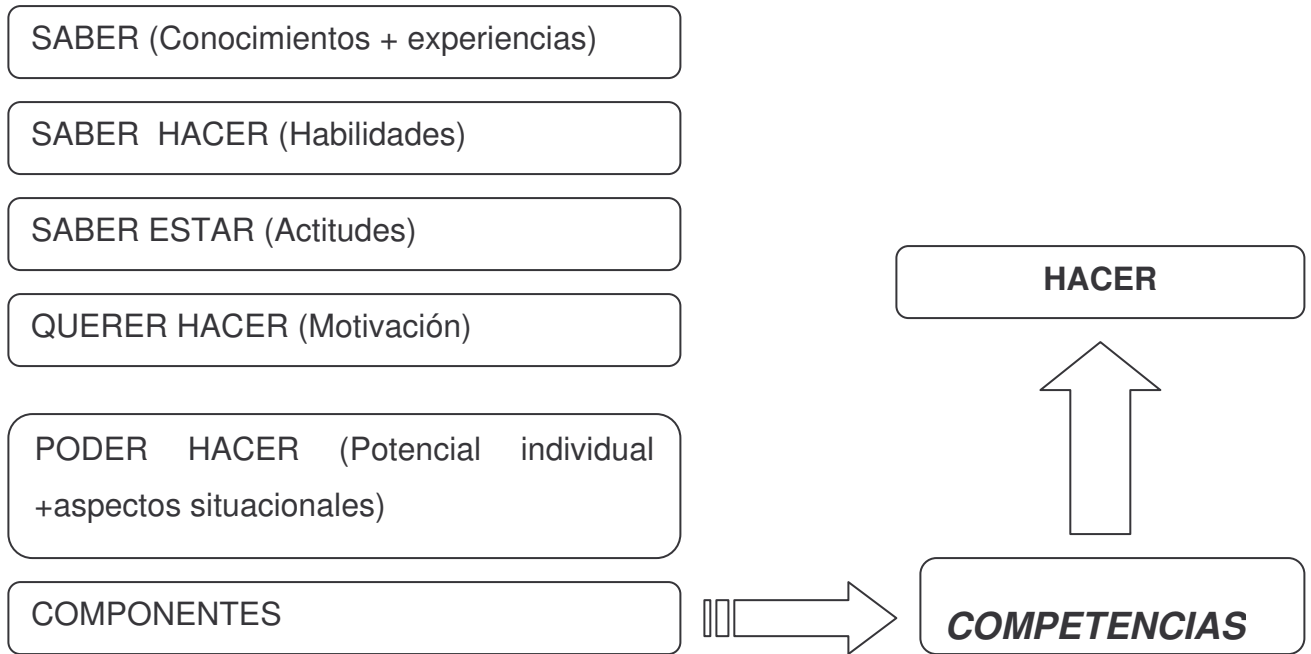 SABER (Conocimientos + experiencias)
SABER HACER (Habilidades)
SABER ESTAR (Actitudes)
QUERER HACER (Motivación)
PODER HACER (Potencial individual
+aspectos situacionales)
COMPONENTES
HACER
COMPETENCIAS